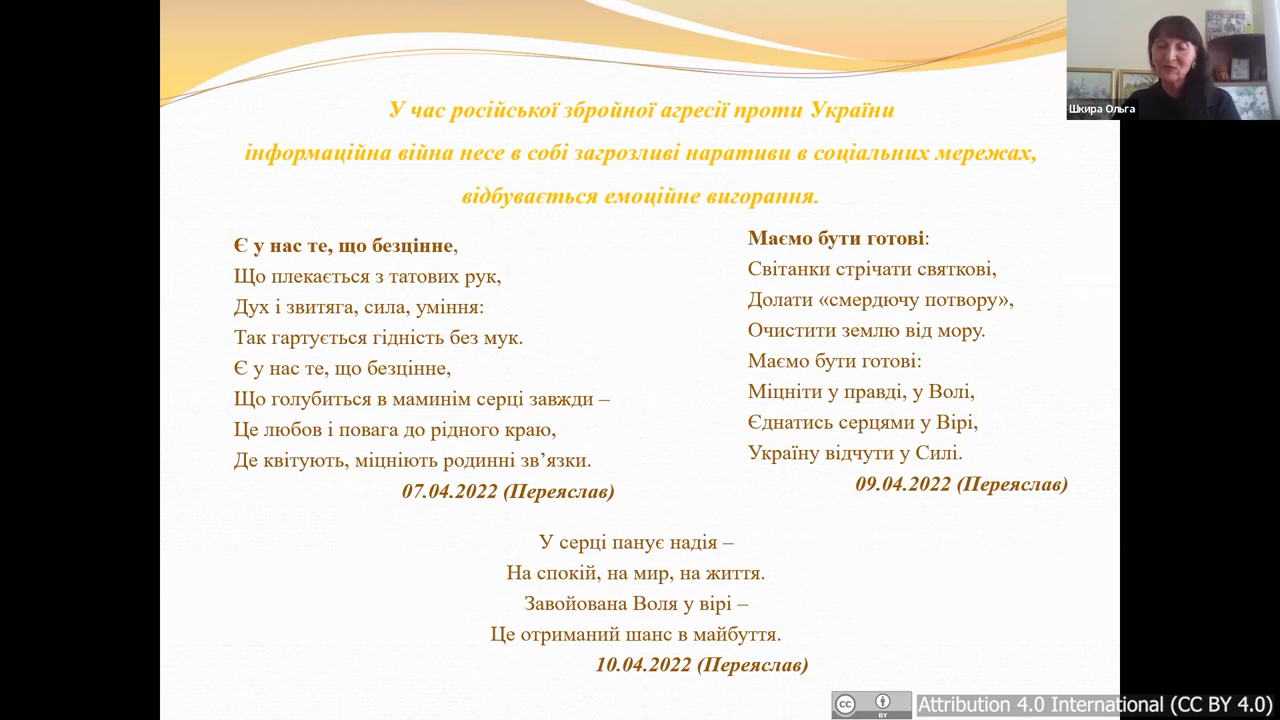 У час російської збройної агресії проти України
інформаційна війна несе в собі загрозливі наративи в соціальних мережах,
відбувається емоційне вигорання.
Є у нас те, що безцінне,
Що плекається з татових рук,
Дух і звитяга, сила, уміння:
Так гартується гідність без мук.
Є у нас те, що безцінне,
Що голубиться в маминім серці завжди –
Це любов і повага до рідного краю,
Де квітують, міцніють родинні зв’язки.
07.04.2022 (Переяслав)
Маємо бути готові:
Світанки стрічати святкові,
Долати «смердючу потвору»,
Очистити землю від мору.
Маємо бути готові:
Міцніти у правді, у Волі,
Єднатись серцями у Вірі,
Україну відчути у Силі.
09.04.2022 (Переяслав)
У серці панує надія –
На спокій, на мир, на життя.
Завойована Воля у вірі –
Це отриманий шанс в майбуття.
10.04.2022 (Переяслав)
Шкира Ольга
cc BY Attribution 4.0 International (CC BY 4.0)